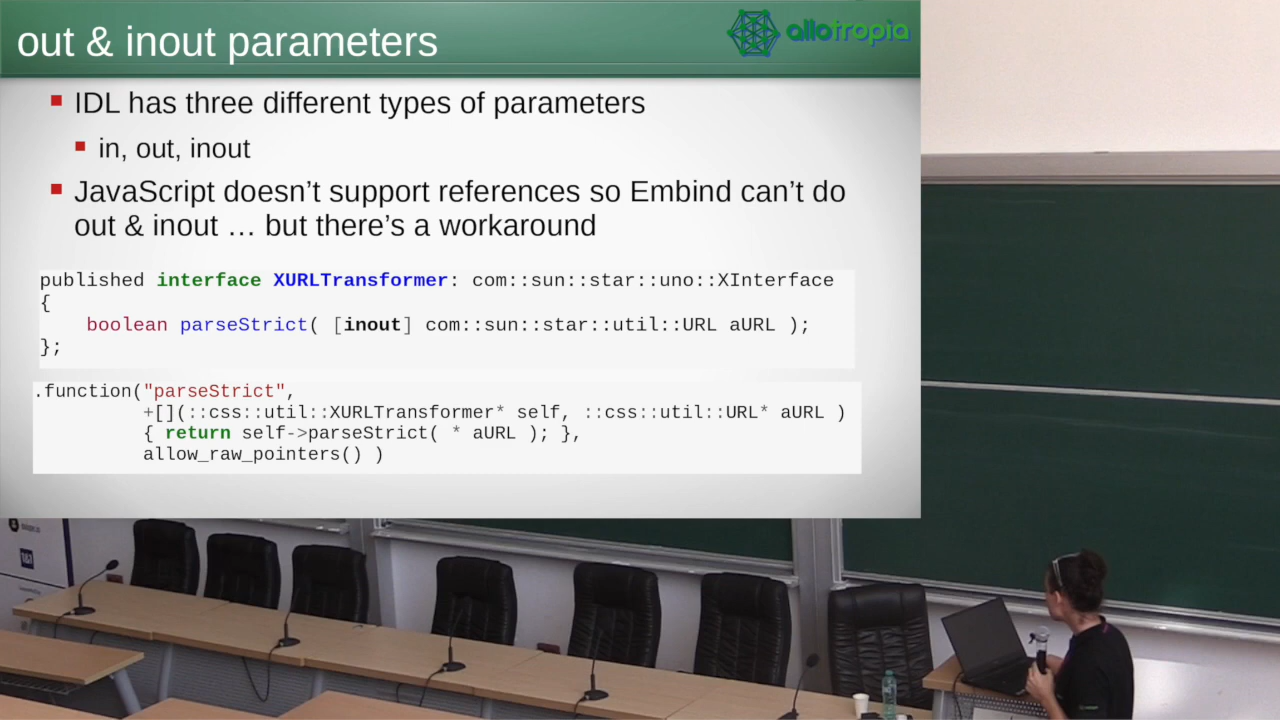 out & inout parameters
allotropia
IDL has three different types of parameters
in, out, inout
JavaScript doesn’t support references so Embind can’t do
out & inout … but there’s a workaround
published interface XURLTransformer: com::sun::star::uno::XInterface
{
    boolean parseStrict( [inout] com::sun::star::util::URL aURL );
};
.function("parseStrict",
          +[](::css::util::XURLTransformer* self, ::css::util::URL* aURL )
          { return self->parseStrict( * aURL ); },
          allow_raw_pointers() )